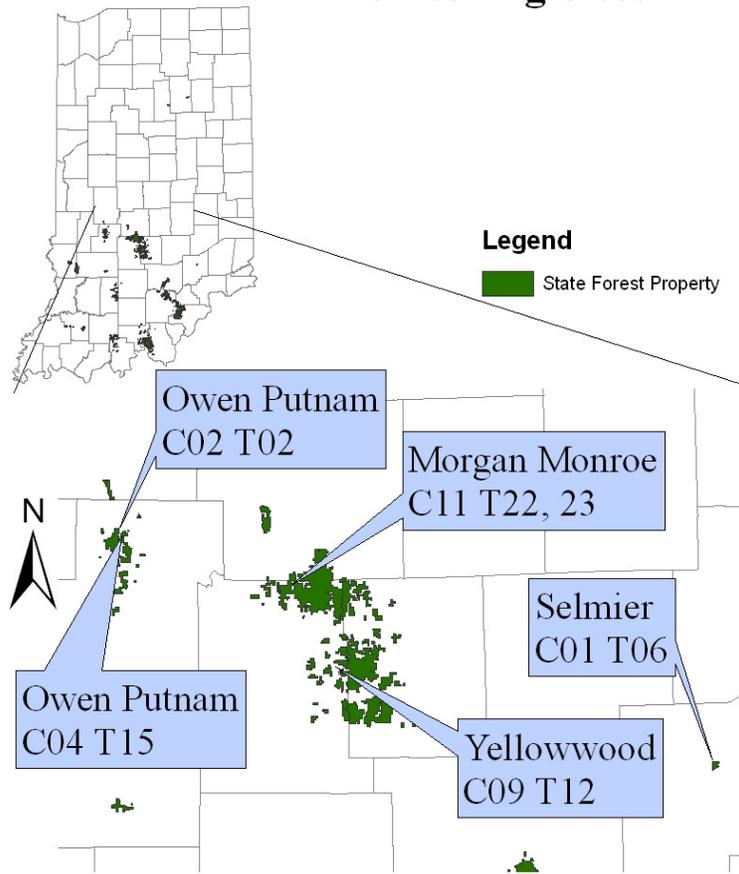 Legend
State Forest Property
Owen Putnam
C02 T02
Morgan Monroe
C11 T22, 23
N
Selmier
C01 T06
Owen Putnam
C04 T15
Yellowwood
C09 T12